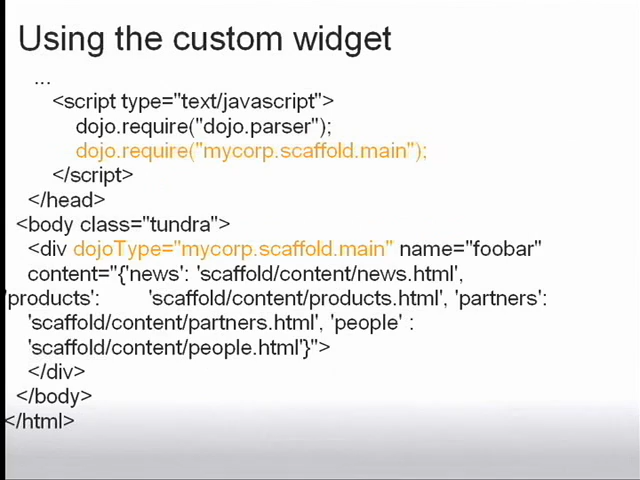 Using the custom widget
...
<script type="text/javascript">
dojo.require("dojo.parser");
dojo.require("mycorp.scaffold.main");
</script>
</head>
<body class="tundra">
<div dojoType="mycorp.scaffold.main" name="foobar"
content="{'news': 'scaffold/content/news.html',
'products': 'scaffold/content/products.html', 'partners':
'scaffold/content/partners.html', 'people' :
'scaffold/content/people.html'}">
</div>
</body>
</html>